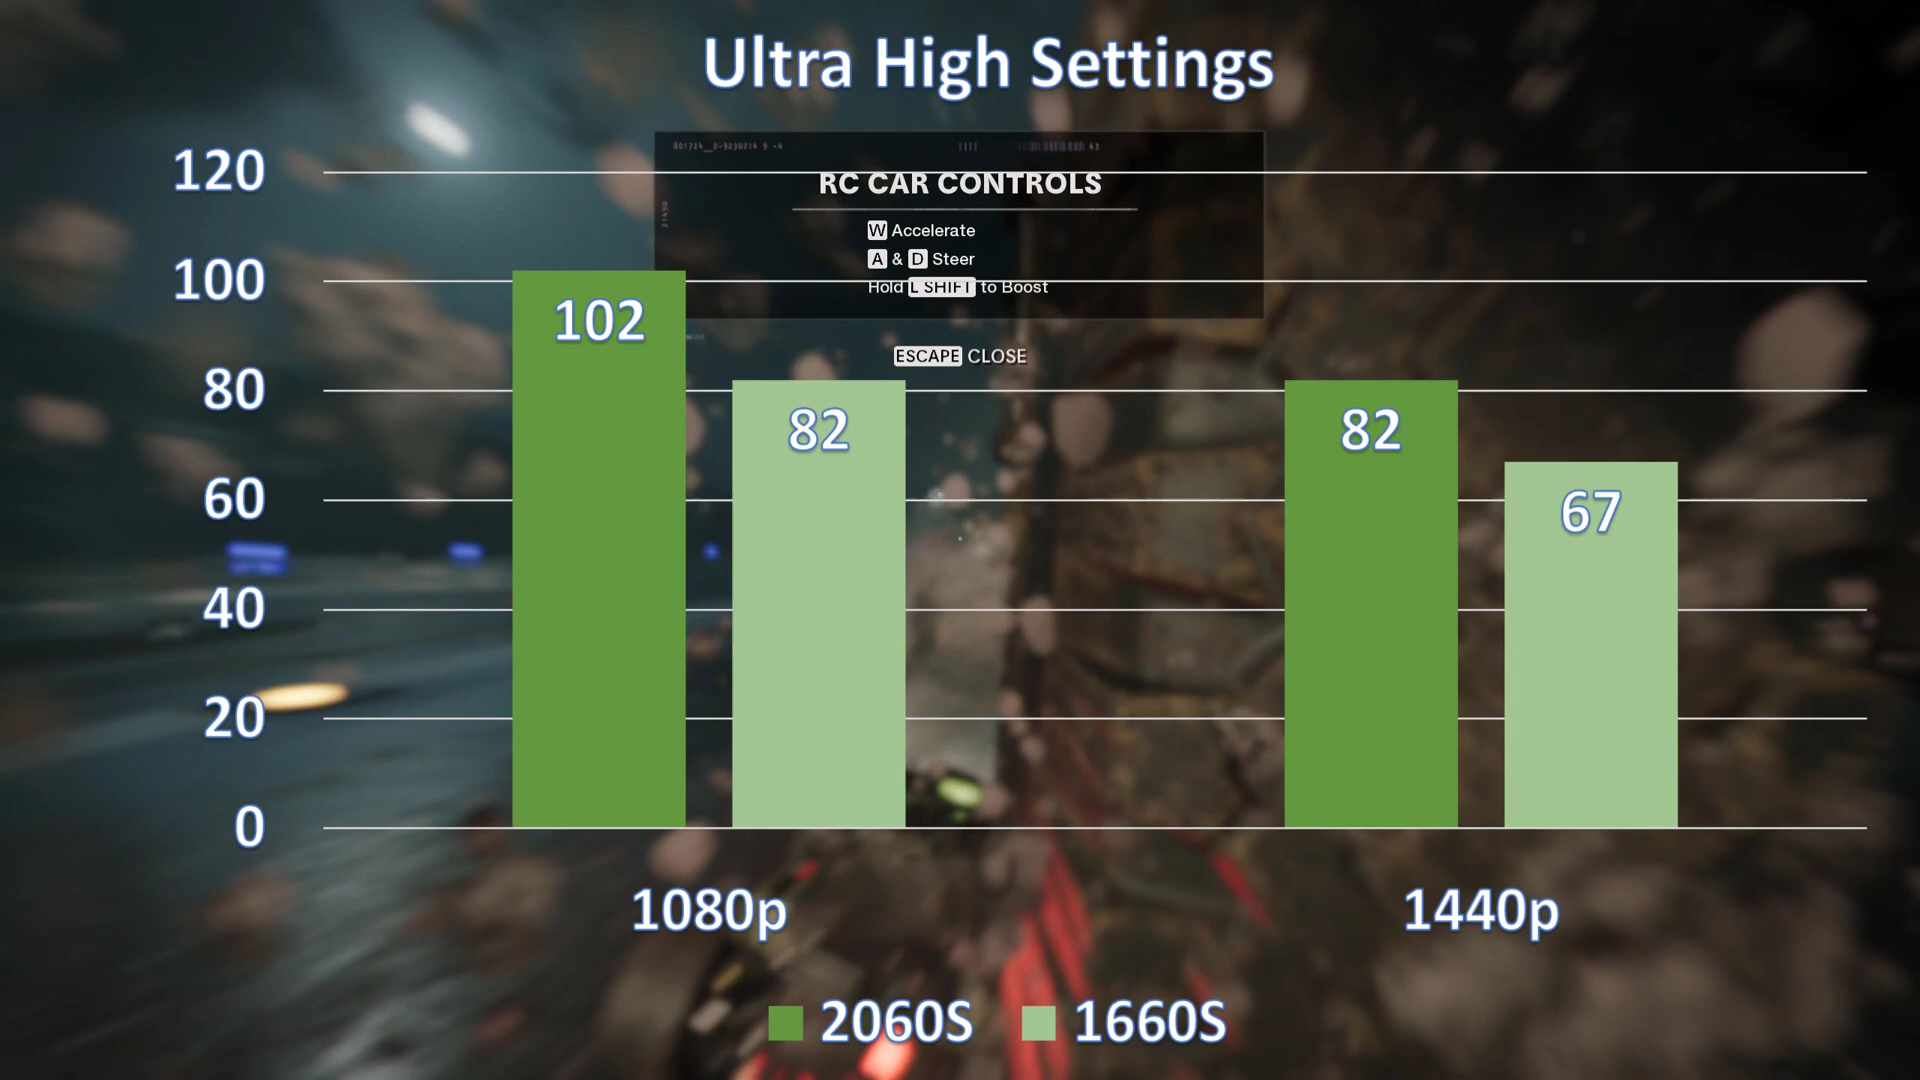 Ultra High Settings
120
100
80
60
40
20
0
RC CAR CONTROLS
W Accelerate
A & D Steer
Hold L SHIFT to Boost
ESCAPE CLOSE
102
82
82
67
1080p
1440p
2060S
1660S